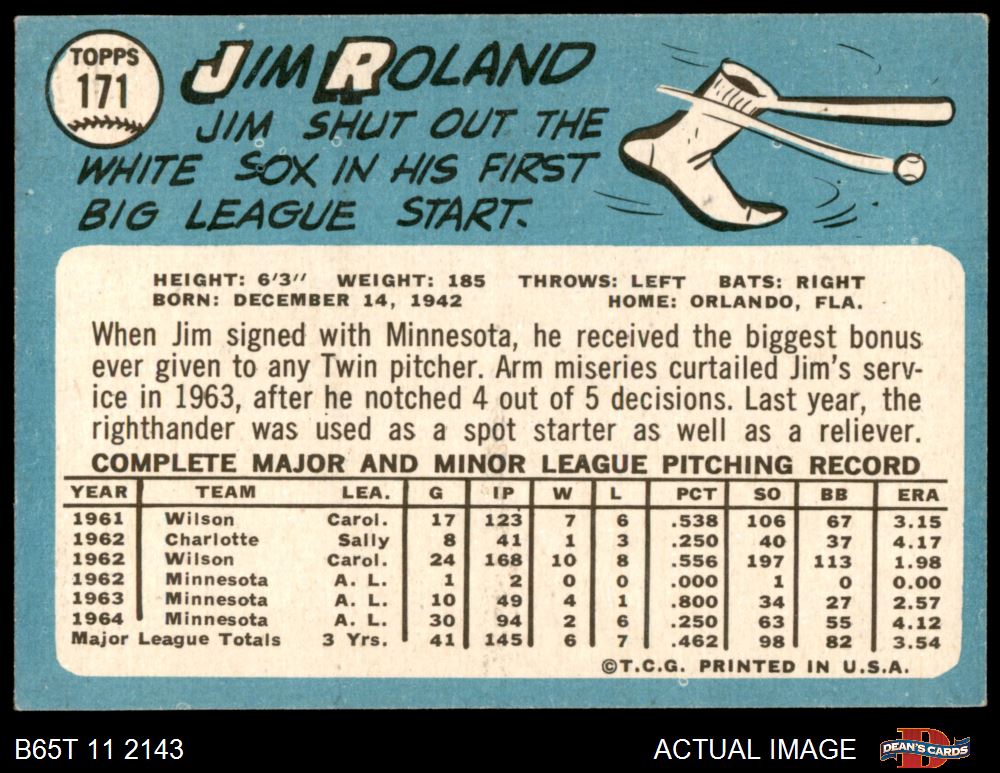 TOPPS
171
JIM ROLAND
JIM SHUT OUT THE
WHITE SOX IN HIS FIRST
BIG LEAGUE START.
HEIGHT: 6'3" WEIGHT: 185 THROWS: LEFT BATS: RIGHT
BORN: DECEMBER 14, 1942 HOME: ORLANDO, FLA.
When Jim signed with Minnesota, he received the biggest bonus
ever given to any Twin pitcher. Arm miseries curtailed Jim's serv-
ice in 1963, after he notched 4 out of 5 decisions. Last year, the
righthander was used as a spot starter as well as a reliever.
COMPLETE MAJOR AND MINOR LEAGUE PITCHING RECORD
YEAR TEAM LEA. G IP W L PCT SO BB ERA
1961 Wilson Carol. 17 123 7 6 .538 106 67 3.15
1962 Charlotte Sally 8 41 1 3 .250 40 37 4.17
1962 Wilson Carol. 24 168 10 8 .556 197 113 1.98
1962 Minnesota A. L. 1 2 0 0 .000 1 0 0.00
1963 Minnesota A. L. 10 49 4 1 .800 34 27 2.57
1964 Minnesota A. L. 30 94 2 6 .250 63 55 4.12
Major League Totals 3 Yrs. 41 145 6 7 .462 98 82 3.54
©T.C.G. PRINTED IN U.S.A.
B65T 11 2143 ACTUAL IMAGE DEAN'S CARDS